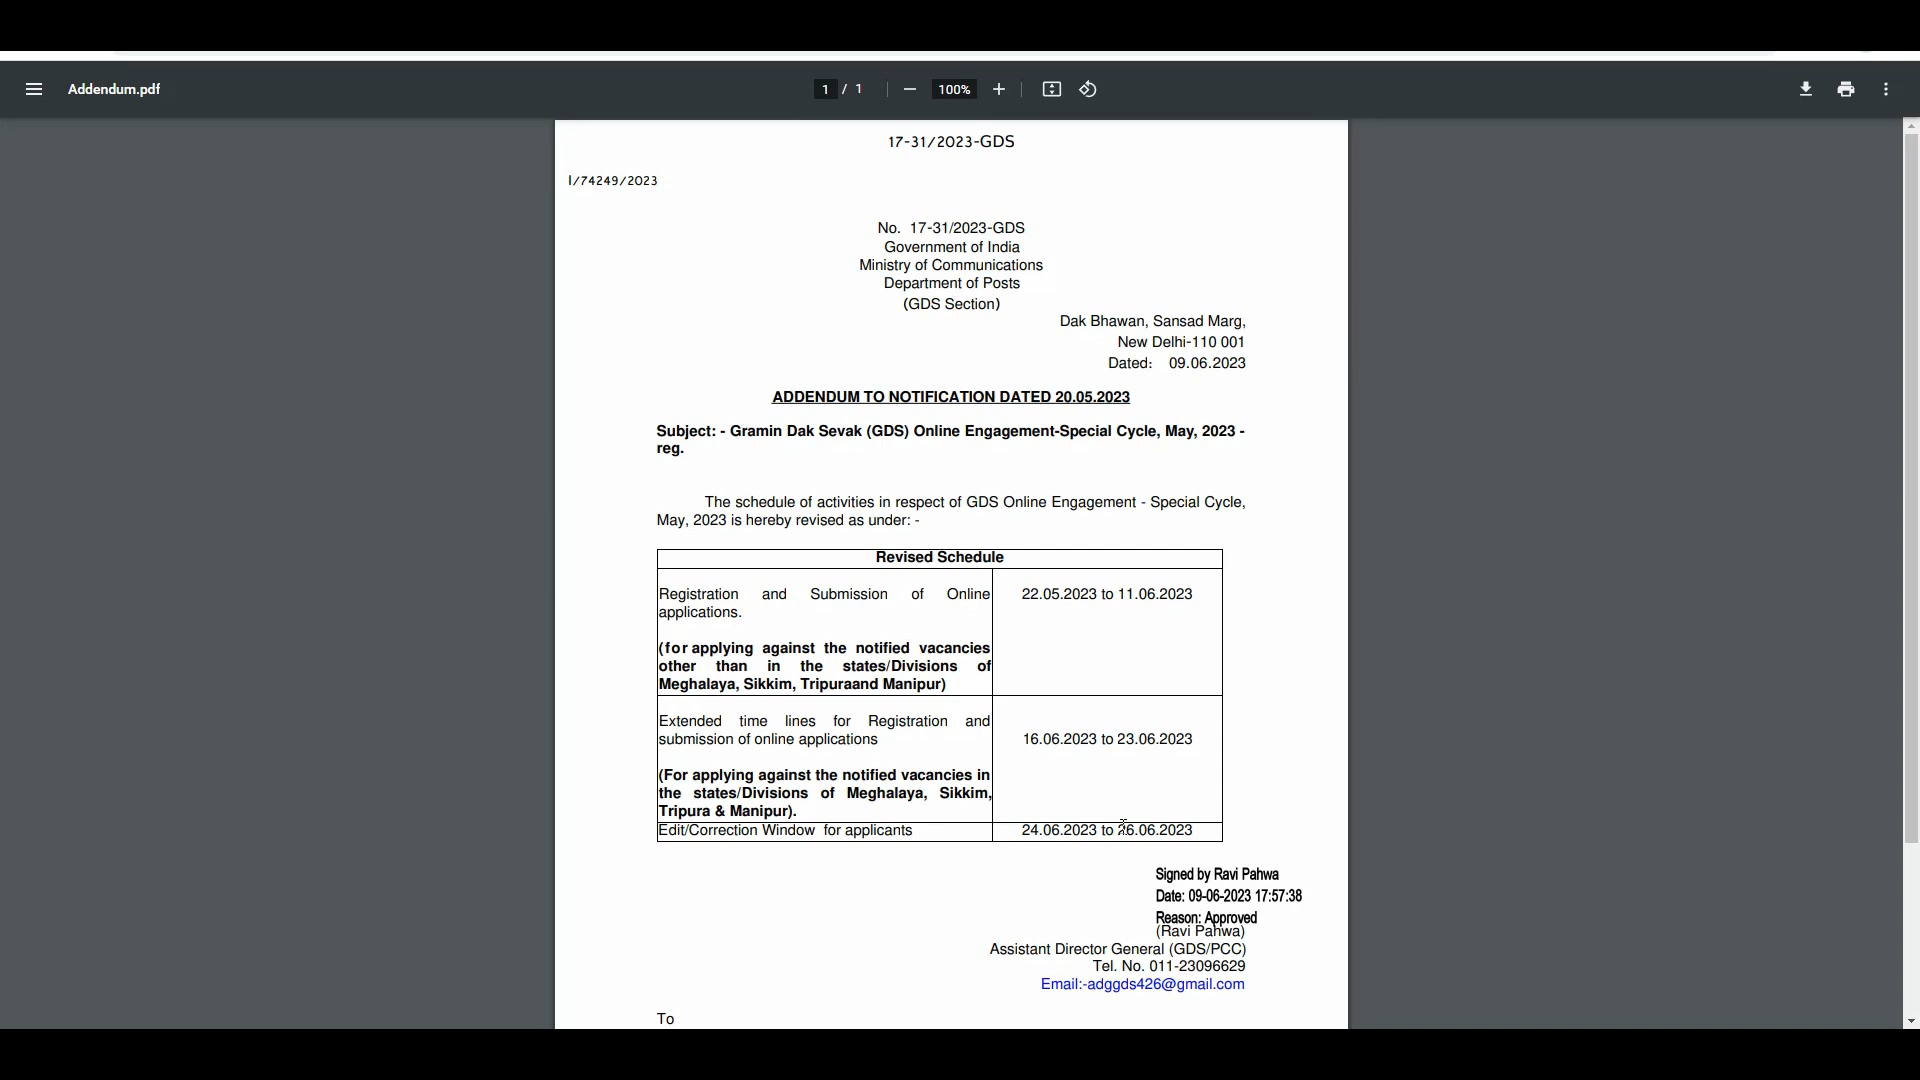 Addendum.pdf
1 / 1
100%
17-31/2023-GDS
I/74249/2023
No. 17-31/2023-GDS
Government of India
Ministry of Communications
Department of Posts
(GDS Section)
Dak Bhawan, Sansad Marg,
New Delhi-110 001
Dated: 09.06.2023
ADDENDUM TO NOTIFICATION DATED 20.05.2023
Subject: - Gramin Dak Sevak (GDS) Online Engagement-Special Cycle, May, 2023 -
reg.
The schedule of activities in respect of GDS Online Engagement - Special Cycle,
May, 2023 is hereby revised as under: -
Revised Schedule
Registration and Submission of Online
applications.
22.05.2023 to 11.06.2023
(for applying against the notified vacancies
other than in the states/Divisions of
Meghalaya, Sikkim, Tripuraand Manipur)
Extended time lines for Registration and
submission of online applications
16.06.2023 to 23.06.2023
(For applying against the notified vacancies in
the states/Divisions of Meghalaya, Sikkim,
Tripura & Manipur).
Edit/Correction Window for applicants
24.06.2023 to 26.06.2023
Signed by Ravi Pahwa
Date: 09-06-2023 17:57:38
Reason: Approved
(Ravi Pahwa)
Assistant Director General (GDS/PCC)
Tel. No. 011-23096629
Email:-adggds426@gmail.com
To